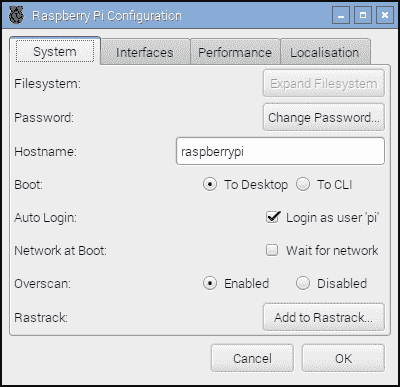 Raspberry Pi Configuration
System Interfaces Performance Localisation
Filesystem: Expand Filesystem
Password: Change Password...
Hostname: raspberrypi
Boot: To Desktop To CLI
Auto Login: Login as user 'pi'
Network at Boot: Wait for network
Overscan: Enabled Disabled
Rastrack: Add to Rastrack...
Cancel OK